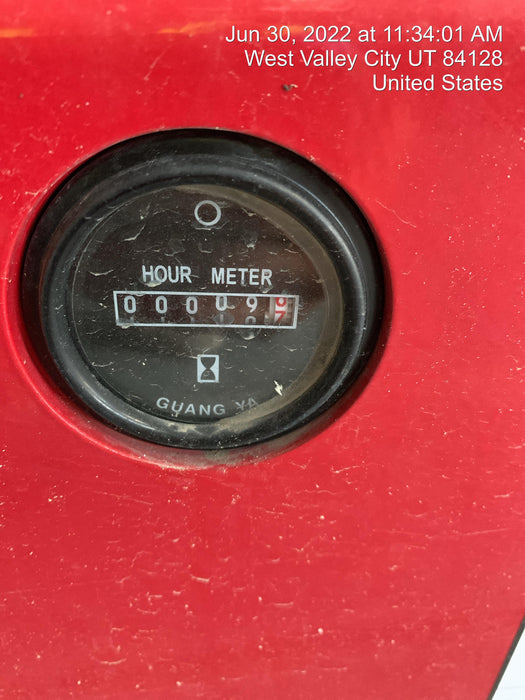 Jun 30, 2022 at 11:34:01 AM
West Valley City UT 84128
United States
HOUR METER
0 0 0 0 9
GUANG YA